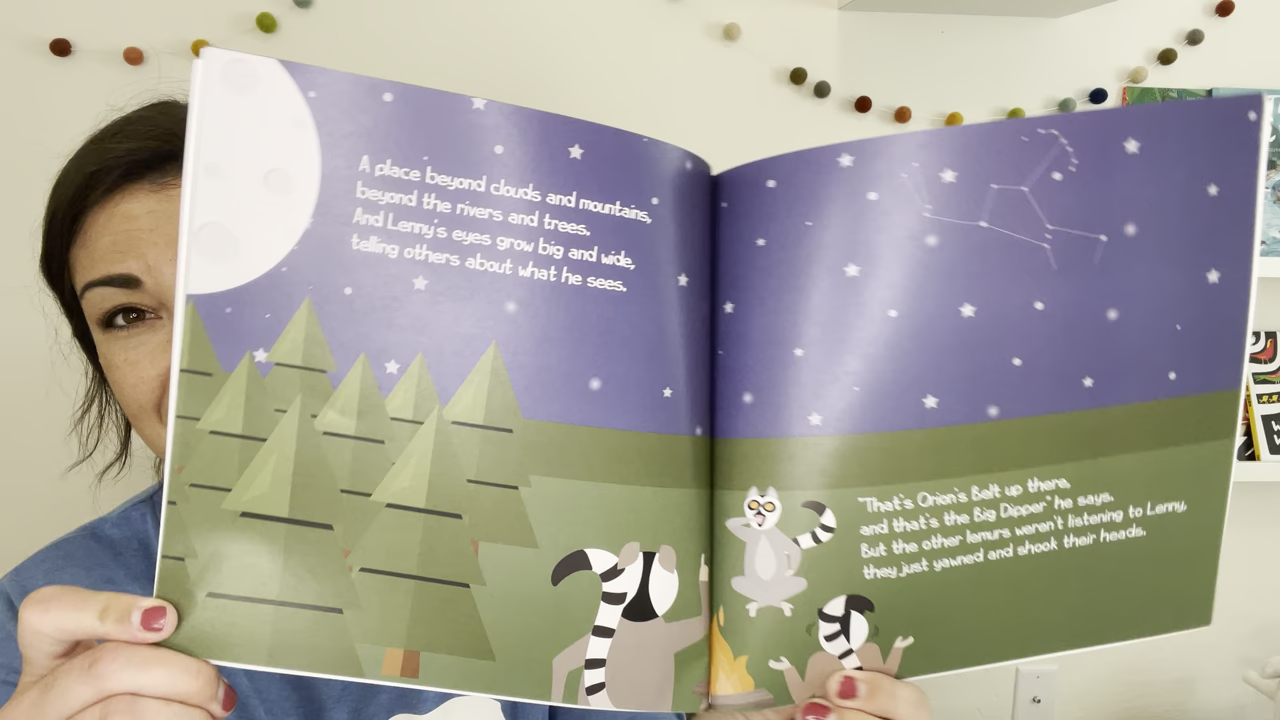 A place beyond clouds and mountains,
beyond the rivers and trees.
And Lenny's eyes grow big and wide,
telling others about what he sees.
"That's Orion's Belt up there,
and that's the Big Dipper" he says.
But the other lemurs weren't listening to Lenny,
they just yawned and shook their heads.